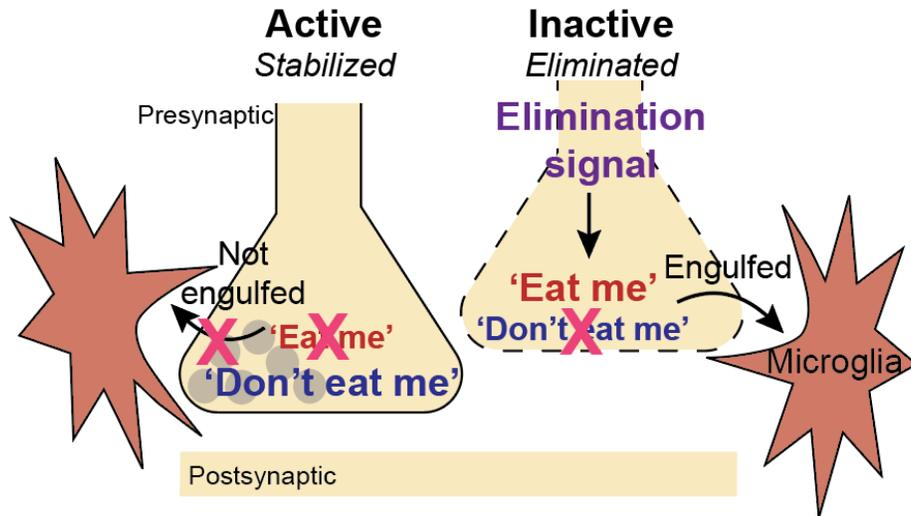 Active
Stabilized
Inactive
Eliminated
Presynaptic
Elimination
signal
Not
engulfed
X
‘Eat me’
X
‘Don’t eat me’
‘Eat me’
Engulfed
‘Don’t eat me’
X
Microglia
Postsynaptic